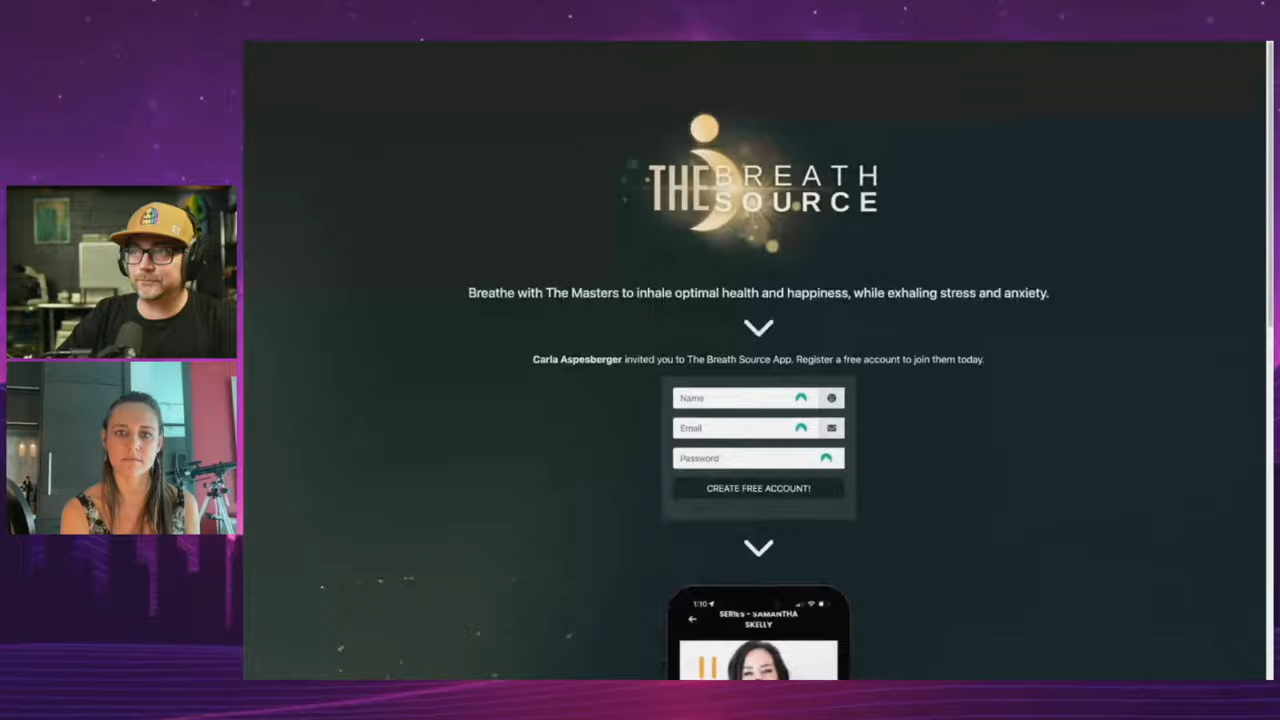 THE BREATH
SOURCE
Breathe with The Masters to inhale optimal health and happiness, while exhaling stress and anxiety.
Carla Aspesberger invited you to The Breath Source App. Register a free account to join them today.
Name
Email
Password
CREATE FREE ACCOUNT!
1:10
SERIES - SAMANTHA
SKELLY